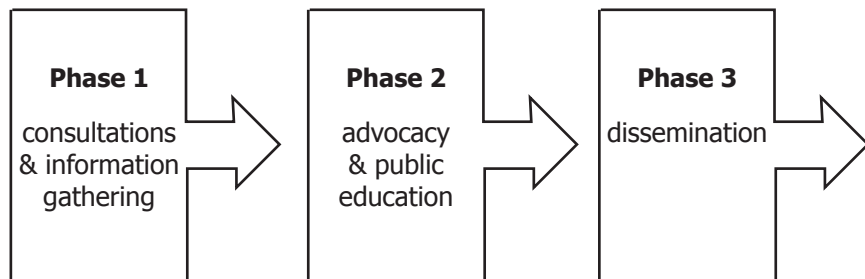 Phase 1
consultations
& information
gathering
Phase 2
advocacy
& public
education
Phase 3
dissemination